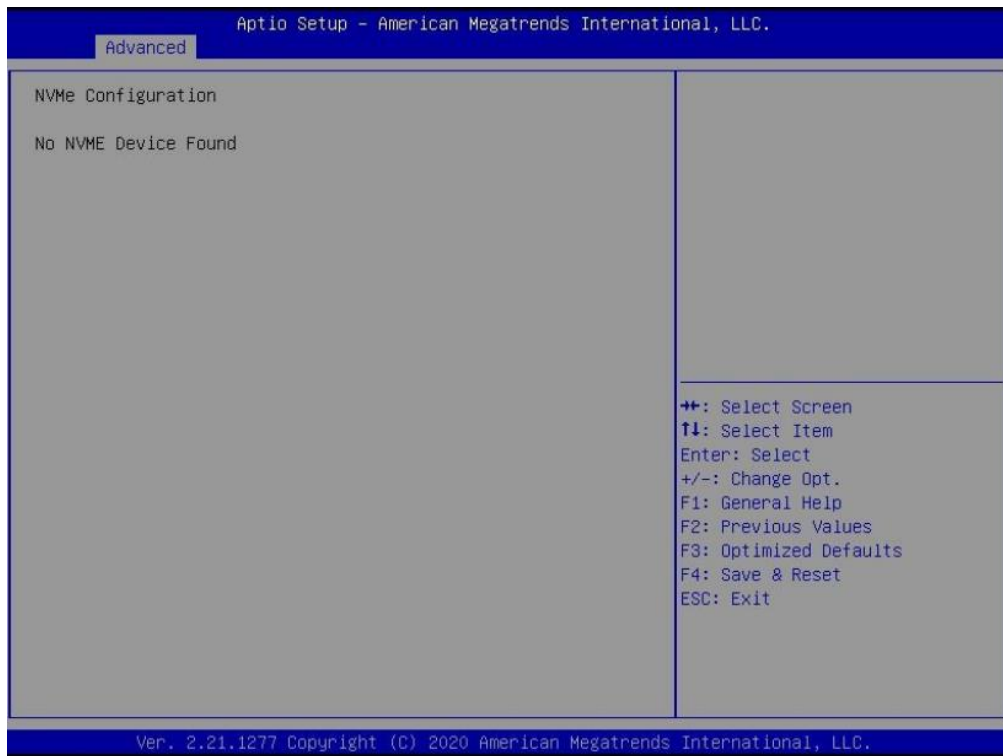 Aptio Setup – American Megatrends International, LLC.
Advanced
NVMe Configuration
No NVME Device Found
→←: Select Screen
↑↓: Select Item
Enter: Select
+/-: Change Opt.
F1: General Help
F2: Previous Values
F3: Optimized Defaults
F4: Save & Reset
ESC: Exit
Ver. 2.21.1277 Copyright (C) 2020 American Megatrends International, LLC.